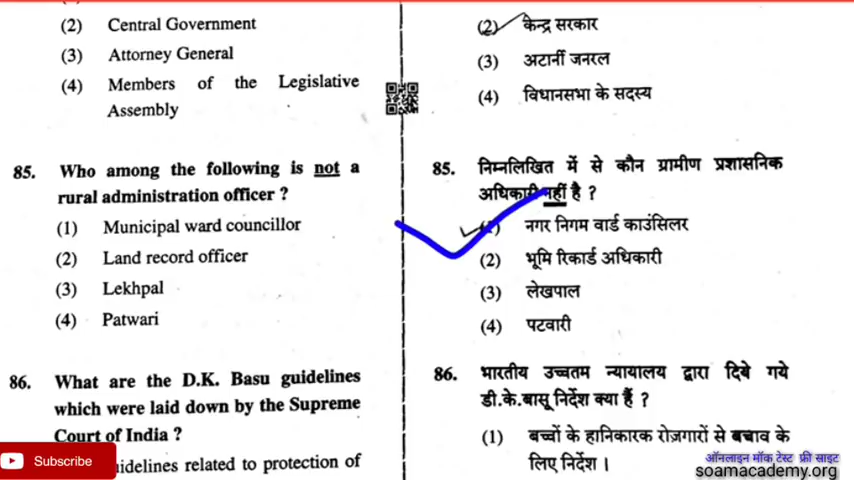 (2) Central Government
(3) Attorney General
(4) Members of the Legislative
Assembly
85. Who among the following is not a
rural administration officer ?
(1) Municipal ward councillor
(2) Land record officer
(3) Lekhpal
(4) Patwari
86. What are the D.K. Basu guidelines
which were laid down by the Supreme
Court of India ?
uidelines related to protection of
(2) केन्द्र सरकार
(3) अटार्नी जनरल
(4) विधानसभा के सदस्य
85. निम्नलिखित में से कौन ग्रामीण प्रशासनिक
अधिकारी नहीं है ?
(1) नगर निगम वार्ड काउंसिलर
(2) भूमि रिकार्ड अधिकारी
(3) लेखपाल
(4) पटवारी
86. भारतीय उच्चतम न्यायालय द्वारा दिये गये
डी.के.बासू निर्देश क्या हैं ?
(1) बच्चों के हानिकारक रोज़गारों से बचाव के
लिए निर्देश ।
Subscribe
ऑनलाइन मॉक टेस्ट फ्री साइट
soamacademy.org